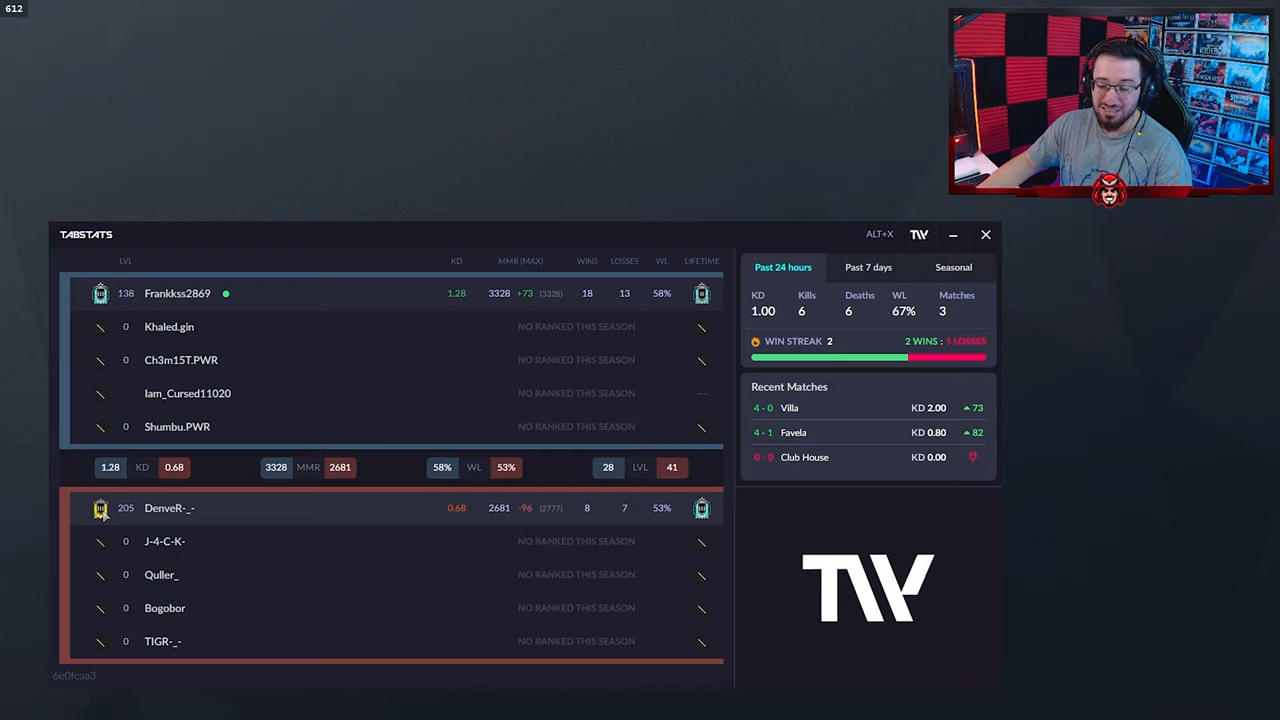 612
TABSTATS
ALT+X
TW
LVL KD MMR (MAX) WINS LOSSES WL LIFETIME
138 Frankkss2869 1.28 3328 +73 (3328) 18 13 58%
0 Khaled.gin NO RANKED THIS SEASON
0 Ch3m15T.PWR NO RANKED THIS SEASON
0 Iam_Cursed11020 NO RANKED THIS SEASON ---
0 Shumbu.PWR NO RANKED THIS SEASON
1.28 KD 0.68 3328 MMR 2681 58% WL 53% 28 LVL 41
205 DenveR-_- 0.68 2681 -96 (2777) 8 7 53%
0 J-4-C-K- NO RANKED THIS SEASON
0 Quller_ NO RANKED THIS SEASON
0 Bogobor NO RANKED THIS SEASON
0 TIGR-_- NO RANKED THIS SEASON
6e0fcaa3
Past 24 hours Past 7 days Seasonal
KD Kills Deaths WL Matches
1.00 6 6 67% 3
WIN STREAK 2 2 WINS : 1 LOSSES
Recent Matches
4 - 0 Villa KD 2.00 73
4 - 1 Favela KD 0.80 82
0 - 0 Club House KD 0.00
TW